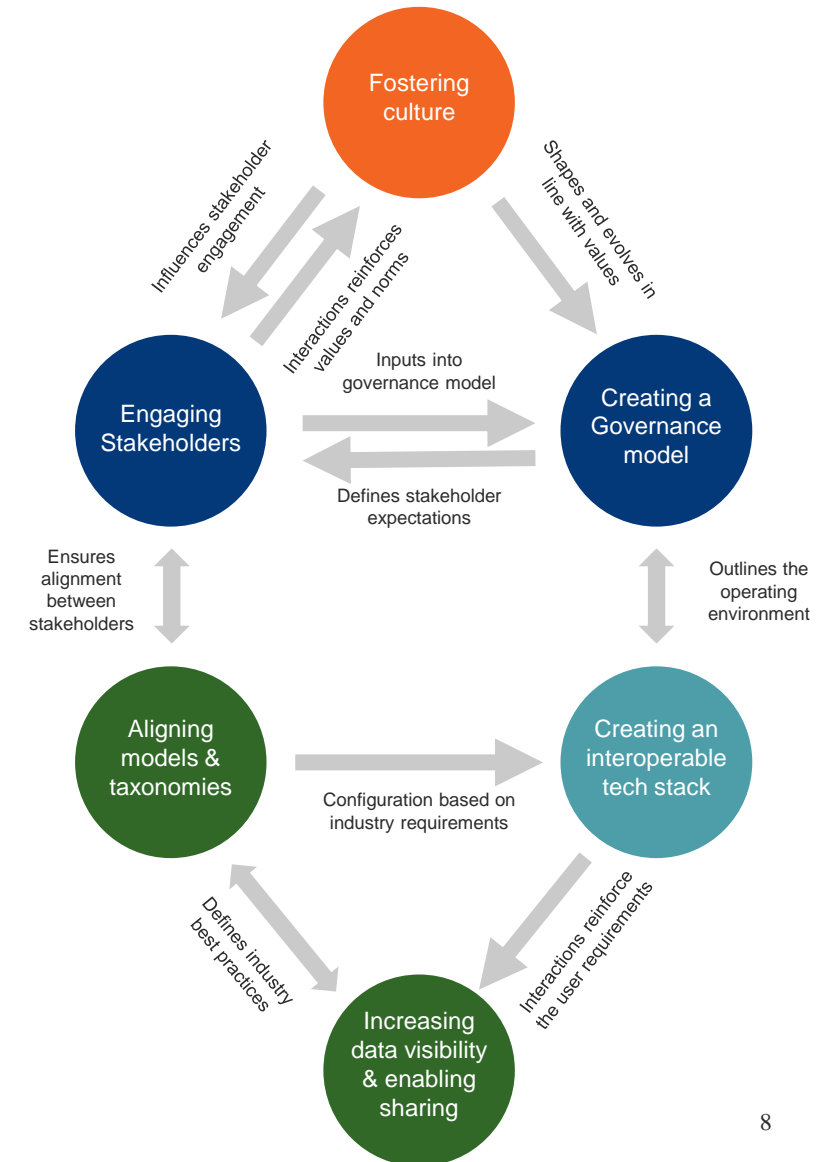 Fostering
culture
Influences stakeholder
engagement
Interactions reinforces
values and norms
Shapes and evolves in
line with values
Engaging
Stakeholders
Inputs into
governance model
Defines stakeholder
expectations
Creating a
Governance
model
Ensures
alignment
between
stakeholders
Outlines the
operating
environment
Aligning
models &
taxonomies
Configuration based on
industry requirements
Creating an
interoperable
tech stack
Defines industry
best practices
Interactions reinforce
the user requirements
Increasing
data visibility
& enabling
sharing
8